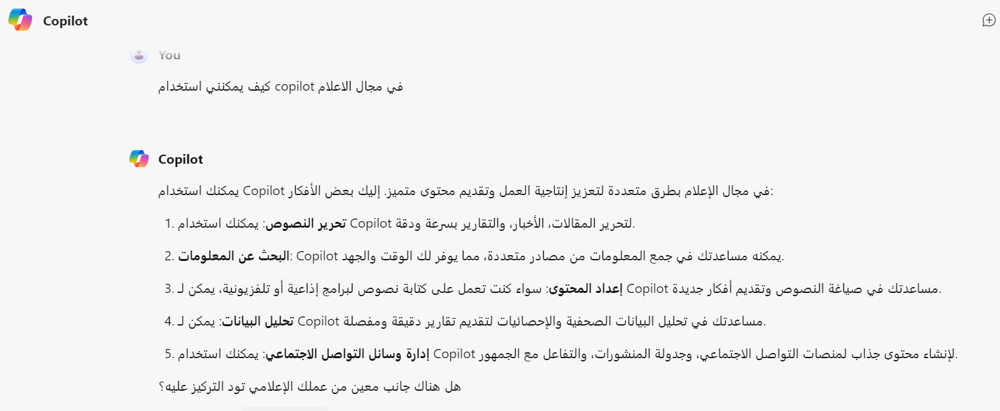 Copilot
You
كيف يمكنني استخدام copilot في مجال الاعلام
Copilot
يمكنك استخدام Copilot في مجال الإعلام بطرق متعددة لتعزيز إنتاجية العمل وتقديم محتوى متميز. إليك بعض الأفكار:
1. تحرير النصوص: يمكنك استخدام Copilot لتحرير المقالات، الأخبار، والتقارير بسرعة ودقة.
2. البحث عن المعلومات: Copilot يمكنه مساعدتك في جمع المعلومات من مصادر متعددة، مما يوفر لك الوقت والجهد.
3. إعداد المحتوى: سواء كنت تعمل على كتابة نصوص لبرامج إذاعية أو تلفزيونية، يمكن لـ Copilot مساعدتك في صياغة النصوص وتقديم أفكار جديدة.
4. تحليل البيانات: يمكن لـ Copilot مساعدتك في تحليل البيانات الصحفية والإحصائيات لتقديم تقارير دقيقة ومفصلة.
5. إدارة وسائل التواصل الاجتماعي: يمكنك استخدام Copilot لإنشاء محتوى جذاب لمنصات التواصل الاجتماعي، وجدولة المنشورات، والتفاعل مع الجمهور.
هل هناك جانب معين من عملك الإعلامي تود التركيز عليه؟